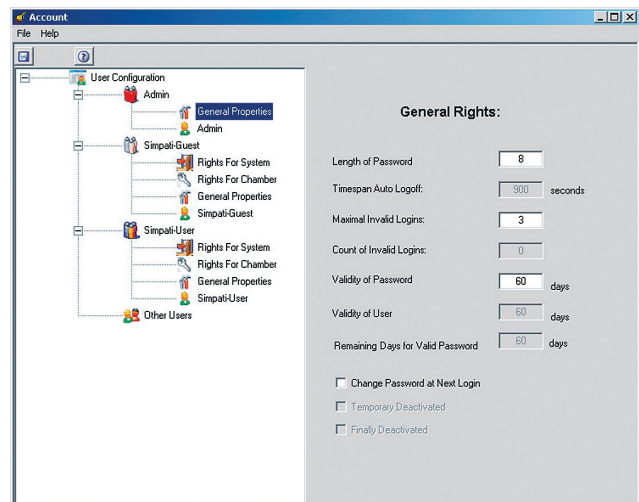 Account
File Help
User Configuration
Admin
General Properties
Admin
Simpati-Guest
Rights For System
Rights For Chamber
General Properties
Simpati-Guest
Simpati-User
Rights For System
Rights For Chamber
General Properties
Simpati-User
Other Users
General Rights:
Length of Password 8
Timespan Auto Logoff: 900 seconds
Maximal Invalid Logins: 3
Count of Invalid Logins: 0
Validity of Password 60 days
Validity of User 60 days
Remaining Days for Valid Password 60 days
Change Password at Next Login
Temporary Deactivated
Finally Deactivated